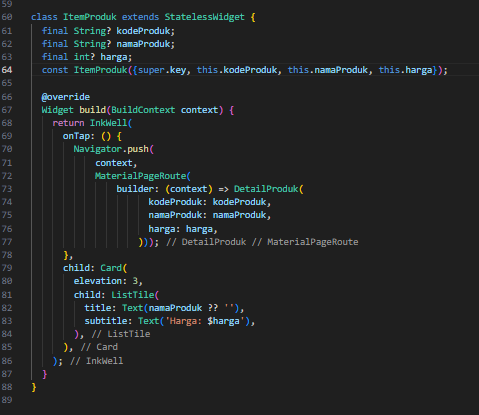 59
60 class ItemProduk extends StatelessWidget {
61   final String? kodeProduk;
62   final String? namaProduk;
63   final int? harga;
64   const ItemProduk({super.key, this.kodeProduk, this.namaProduk, this.harga});
65
66   @override
67   Widget build(BuildContext context) {
68     return InkWell(
69       onTap: () {
70         Navigator.push(
71             context,
72             MaterialPageRoute(
73                 builder: (context) => DetailProduk(
74                       kodeProduk: kodeProduk,
75                       namaProduk: namaProduk,
76                       harga: harga,
77                     ))); // DetailProduk // MaterialPageRoute
78       },
79       child: Card(
80         elevation: 3,
81         child: ListTile(
82           title: Text(namaProduk ?? ''),
83           subtitle: Text('Harga: $harga'),
84         ), // ListTile
85       ), // Card
86     ); // InkWell
87   }
88 }
89